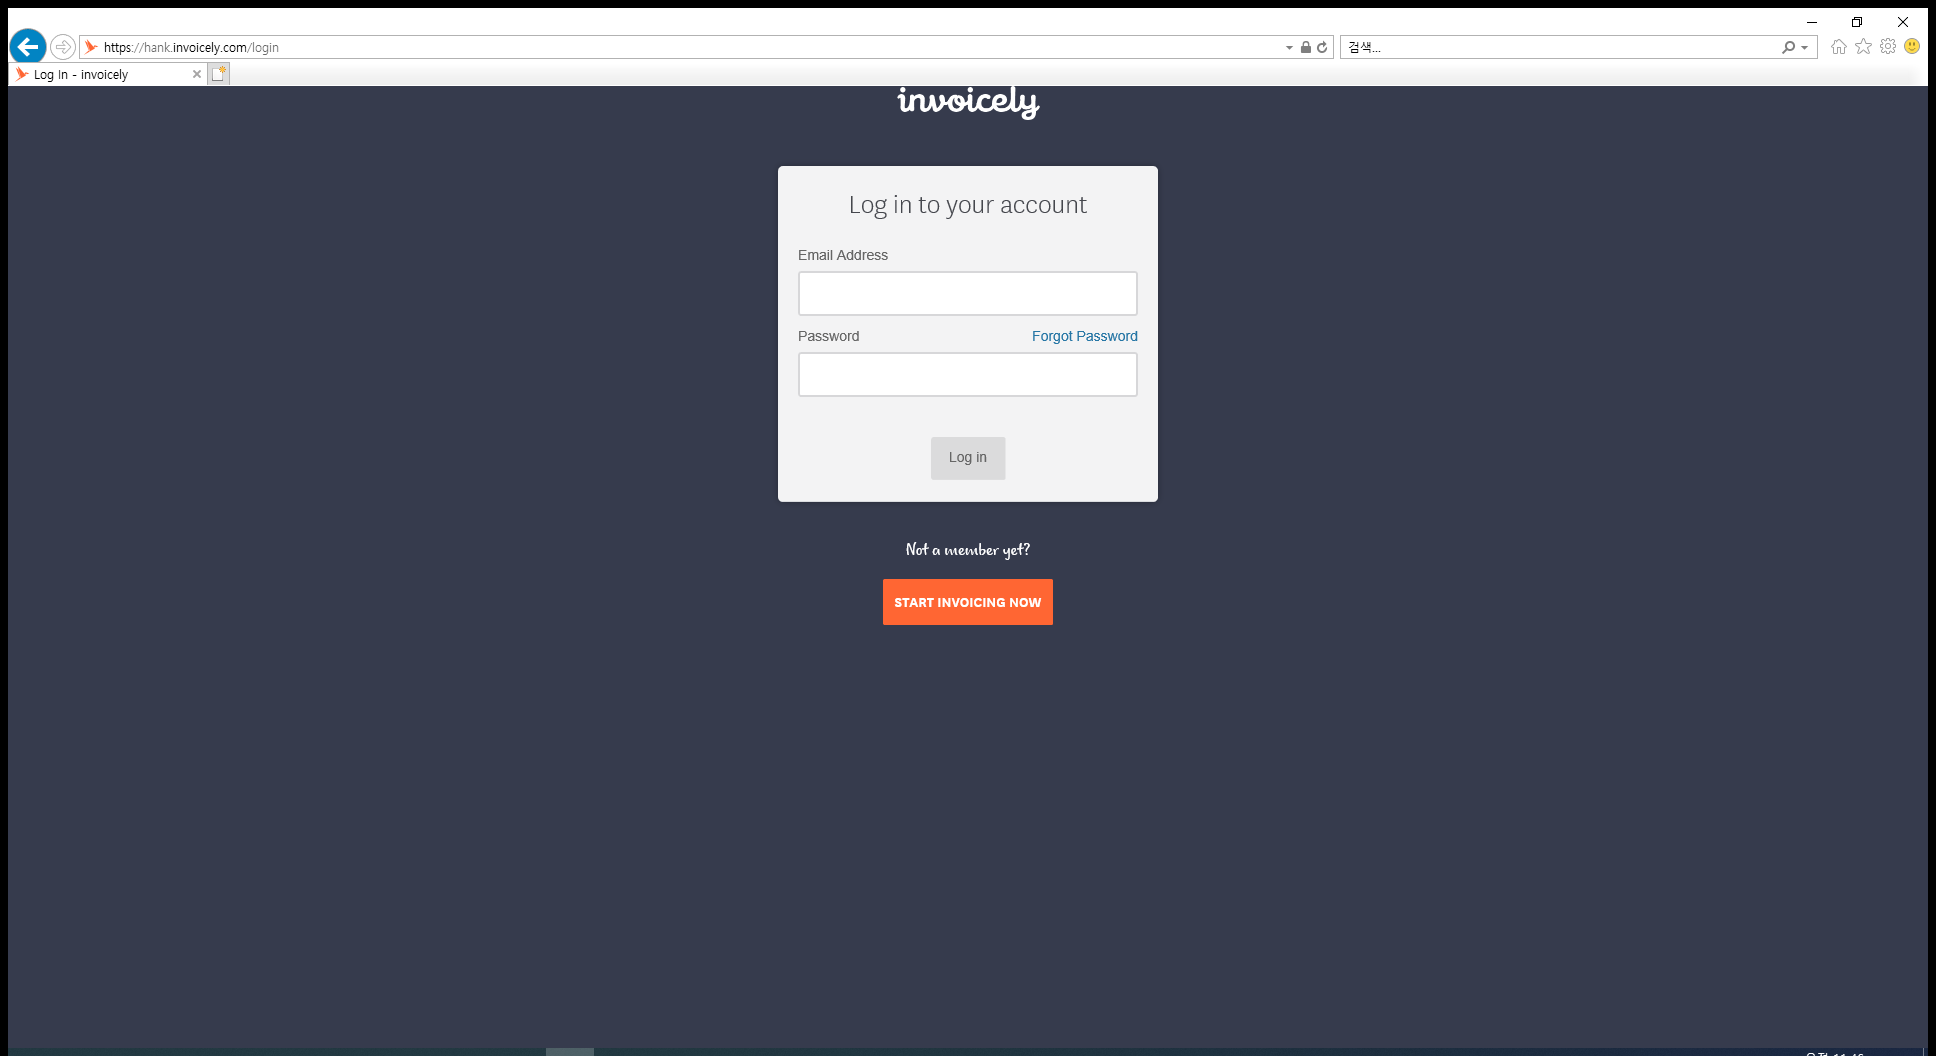 https://hank.invoicely.com/login
검색...
Log In - invoicely
invoicely
Log in to your account
Email Address
Password
Forgot Password
Log in
Not a member yet?
START INVOICING NOW